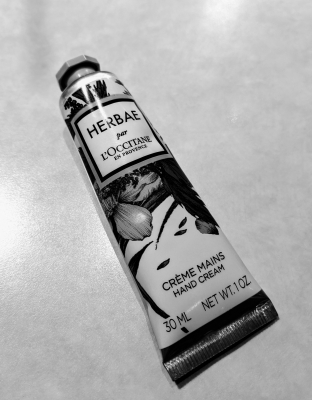 HERBAE
par
L'OCCITANE
EN PROVENCE
CRÈME MAINS
HAND CREAM
30 ML NET WT. 1 OZ